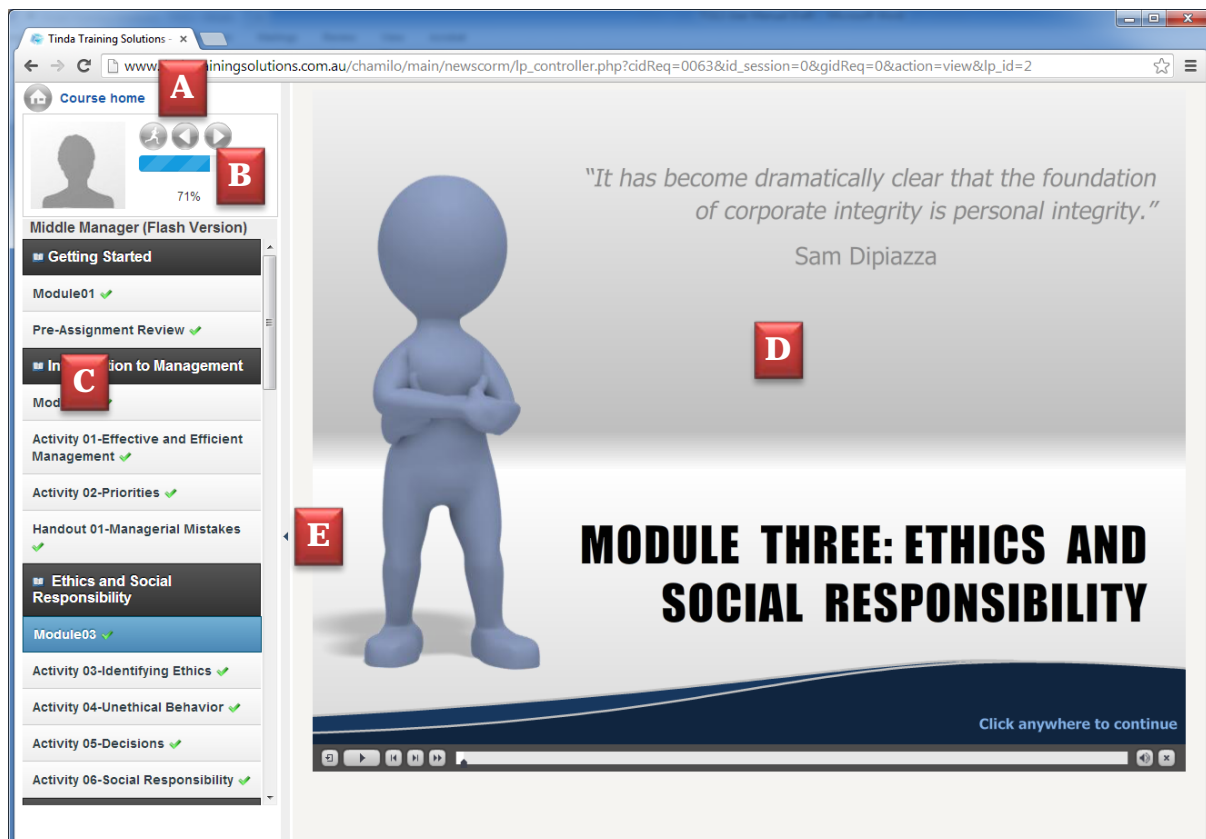 Tinda Training Solutions -
www. ainingsolutions.com.au/chamilo/main/newscorm/lp_controller.php?cidReq=0063&id_session=0&gidReq=0&action=view&lp_id=2
Course home
A
B
71%
Middle Manager (Flash Version)
Getting Started
Module01
Pre-Assignment Review
In tion to Management
C
Mod
Activity 01-Effective and Efficient
Management
Activity 02-Priorities
Handout 01-Managerial Mistakes
Ethics and Social
Responsibility
Module03
Activity 03-Identifying Ethics
Activity 04-Unethical Behavior
Activity 05-Decisions
Activity 06-Social Responsibility
E
"It has become dramatically clear that the foundation
of corporate integrity is personal integrity."
Sam Dipiazza
D
MODULE THREE: ETHICS AND
SOCIAL RESPONSIBILITY
Click anywhere to continue